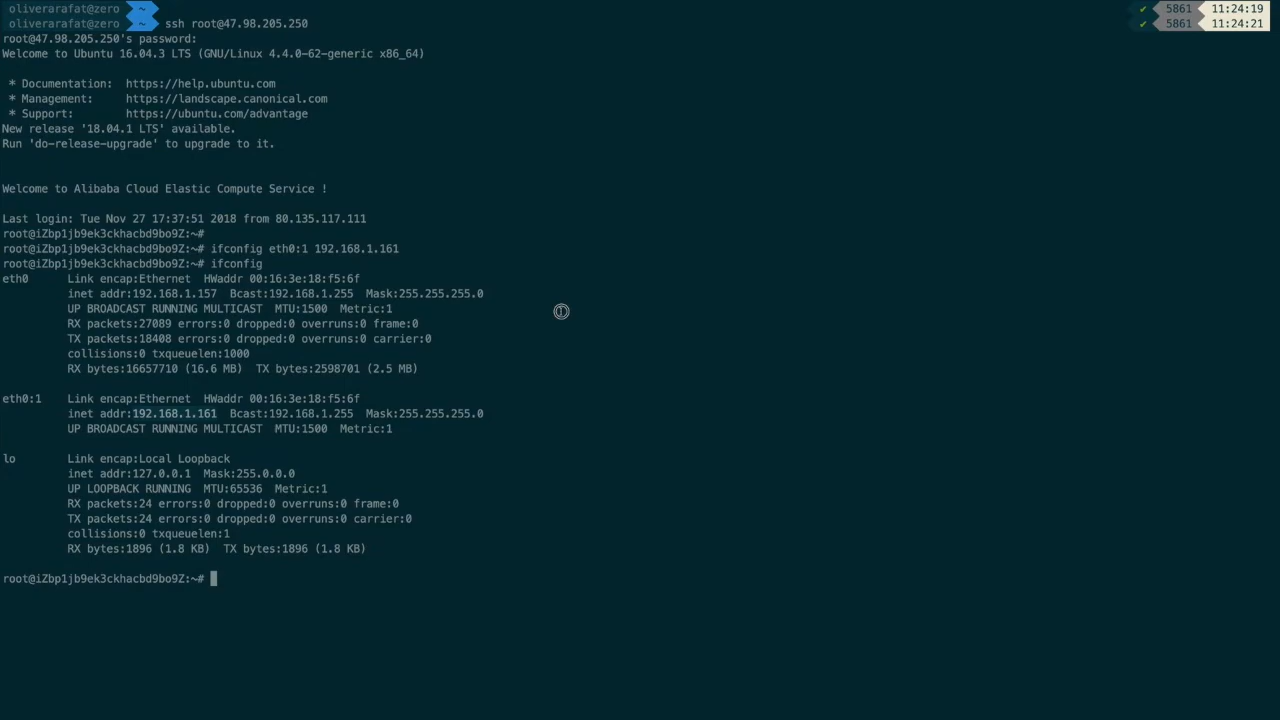 oliverarafat@zero ~ ✓ 5861 11:24:19
oliverarafat@zero ~ ssh root@47.98.205.250 ✓ 5861 11:24:21
root@47.98.205.250's password:
Welcome to Ubuntu 16.04.3 LTS (GNU/Linux 4.4.0-62-generic x86_64)
* Documentation: https://help.ubuntu.com
* Management: https://landscape.canonical.com
* Support: https://ubuntu.com/advantage
New release '18.04.1 LTS' available.
Run 'do-release-upgrade' to upgrade to it.
Welcome to Alibaba Cloud Elastic Compute Service !
Last login: Tue Nov 27 17:37:51 2018 from 80.135.117.111
root@iZbp1jb9ek3ckhacbd9bo9Z:~#
root@iZbp1jb9ek3ckhacbd9bo9Z:~# ifconfig eth0:1 192.168.1.161
root@iZbp1jb9ek3ckhacbd9bo9Z:~# ifconfig
eth0 Link encap:Ethernet HWaddr 00:16:3e:18:f5:6f
inet addr:192.168.1.157 Bcast:192.168.1.255 Mask:255.255.255.0
UP BROADCAST RUNNING MULTICAST MTU:1500 Metric:1
RX packets:27089 errors:0 dropped:0 overruns:0 frame:0
TX packets:18408 errors:0 dropped:0 overruns:0 carrier:0
collisions:0 txqueuelen:1000
RX bytes:16657710 (16.6 MB) TX bytes:2598701 (2.5 MB)
eth0:1 Link encap:Ethernet HWaddr 00:16:3e:18:f5:6f
inet addr:192.168.1.161 Bcast:192.168.1.255 Mask:255.255.255.0
UP BROADCAST RUNNING MULTICAST MTU:1500 Metric:1
lo Link encap:Local Loopback
inet addr:127.0.0.1 Mask:255.0.0.0
UP LOOPBACK RUNNING MTU:65536 Metric:1
RX packets:24 errors:0 dropped:0 overruns:0 frame:0
TX packets:24 errors:0 dropped:0 overruns:0 carrier:0
collisions:0 txqueuelen:1
RX bytes:1896 (1.8 KB) TX bytes:1896 (1.8 KB)
root@iZbp1jb9ek3ckhacbd9bo9Z:~#